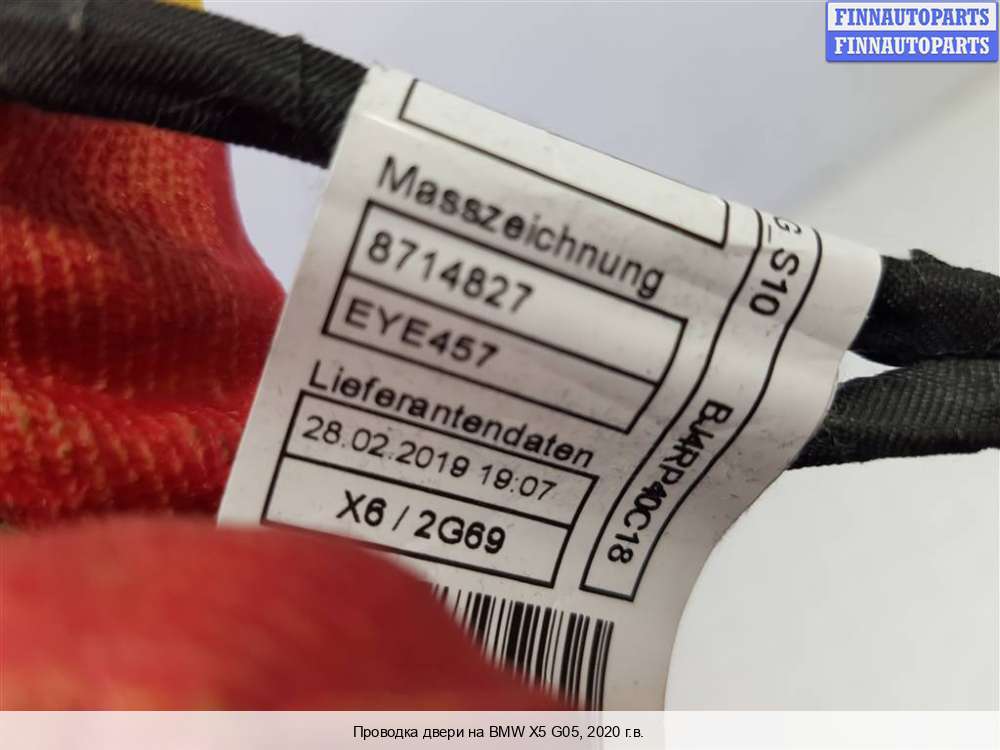 FINNAUTOPARTS
FINNAUTOPARTS
Masszeichnung
8714827
EYE457
Lieferantendaten
28.02.2019 19:07
X6 / 2G69
G_S10
BJ4RP40C18
Проводка двери на BMW X5 G05, 2020 г.в.